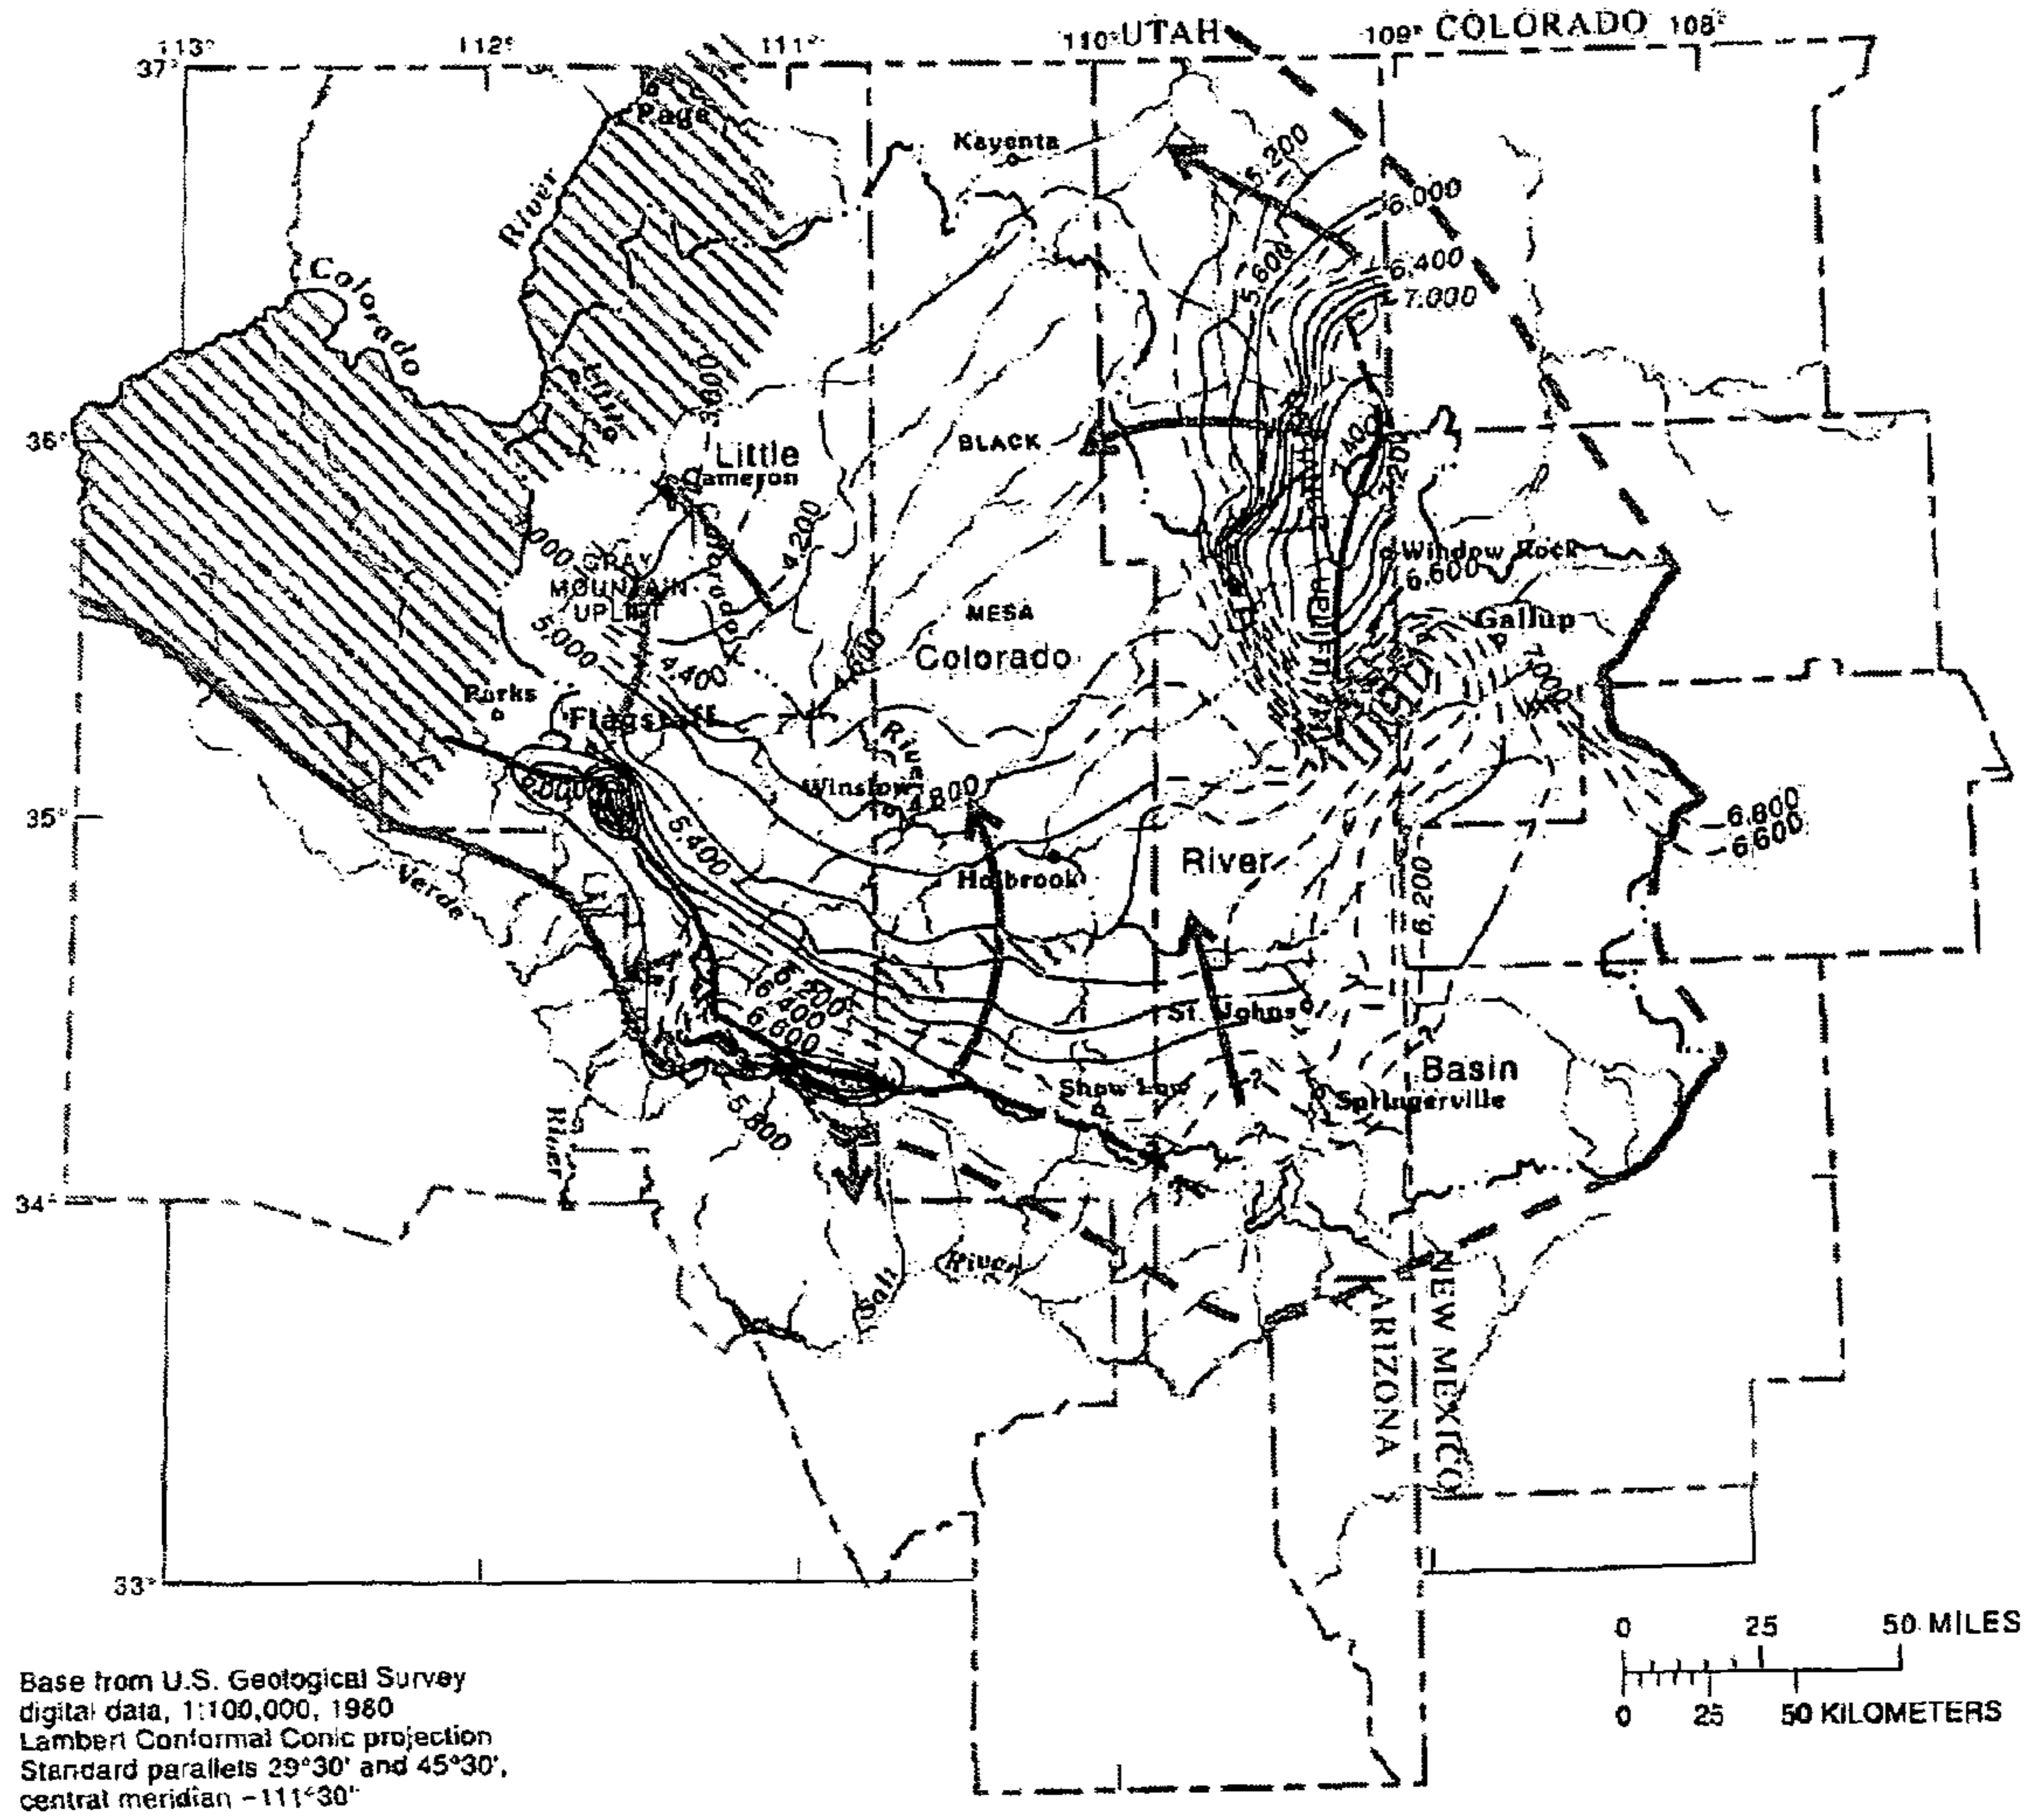 113°
112°
111°
110°
UTAH
109°
COLORADO
108°
37°
Page
Kayenta
River
5,200
6,000
5,600
6,400
7,000
Colorado
Little
3,000
36°
Little
Cameron
BLACK
7,400
7,200
4,200
Colorado
GRAY
MOUNTAIN
UPLIFT
Window Rock
6,600
MESA
Gallup
5,000
4,400
Colorado
Parks
Flagstaff
River
Winslow
4,800
6,000
35°
6,800
6,600
5,400
Holbrook
River
Verde
6,200
6,200
6,400
6,600
St. Johns
Basin
Show Low
?
Springerville
5,800
River
34°
Salt
River
ARIZONA
NEW MEXICO
33°
0 25 50 MILES
0 25 50 KILOMETERS
Base from U.S. Geological Survey
digital data, 1:100,000, 1980
Lambert Conformal Conic projection
Standard parallels 29°30' and 45°30',
central meridian -111°30'